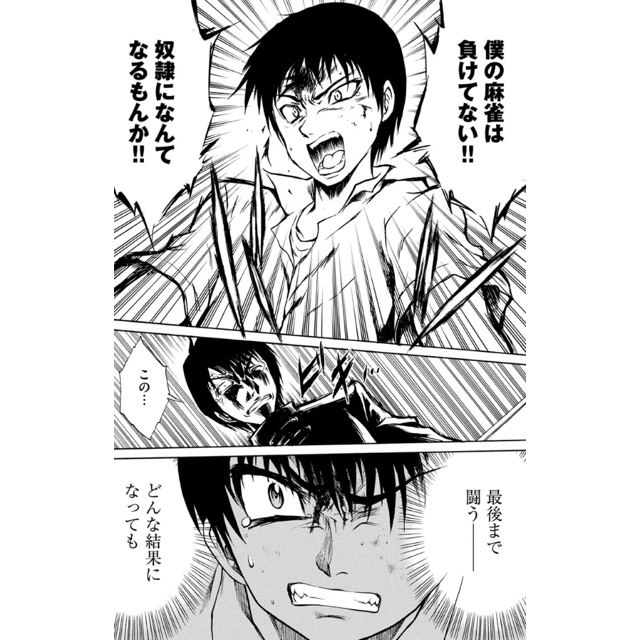 僕の麻雀は
負けてない!!
奴隷になんて
なるもんか!!
ビキッ
この…
最後まで
闘う――
どんな結果に
なっても